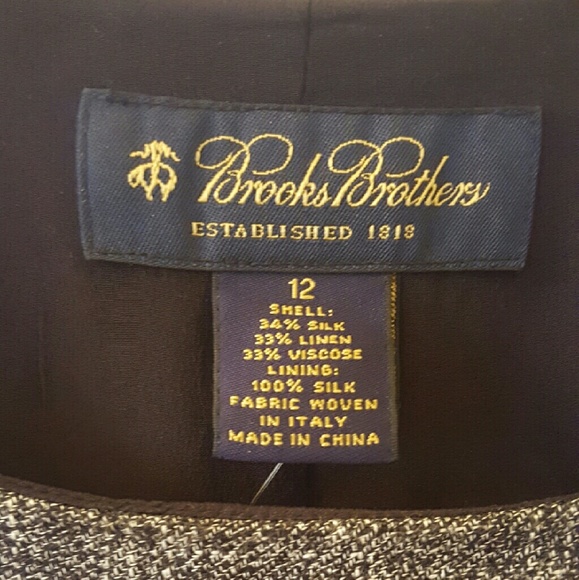 Brooks Brothers
ESTABLISHED 1818
12
SHELL:
34% SILK
33% LINEN
33% VISCOSE
LINING:
100% SILK
FABRIC WOVEN
IN ITALY
MADE IN CHINA